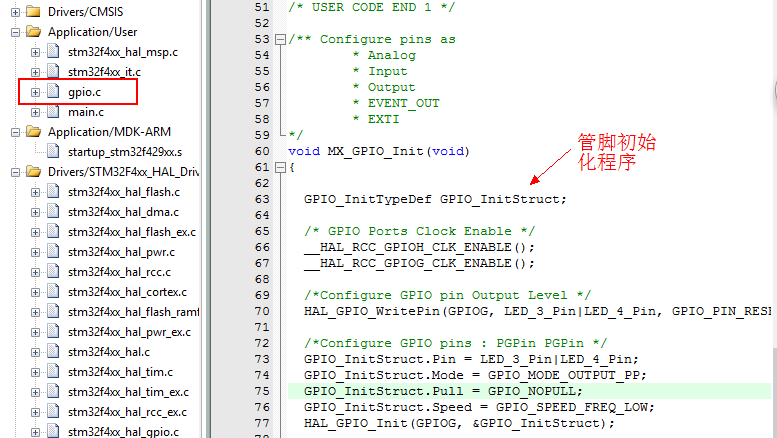 Drivers/CMSIS
Application/User
stm32f4xx_hal_msp.c
stm32f4xx_it.c
gpio.c
main.c
Application/MDK-ARM
startup_stm32f429xx.s
Drivers/STM32F4xx_HAL_Driv
stm32f4xx_hal_flash.c
stm32f4xx_hal_dma.c
stm32f4xx_hal_flash_ex.c
stm32f4xx_hal_pwr.c
stm32f4xx_hal_rcc.c
stm32f4xx_hal_cortex.c
stm32f4xx_hal_flash_ramf
stm32f4xx_hal_pwr_ex.c
stm32f4xx_hal.c
stm32f4xx_hal_tim.c
stm32f4xx_hal_tim_ex.c
stm32f4xx_hal_rcc_ex.c
stm32f4xx_hal_gpio.c
51 /* USER CODE END 1 */
52
53 /** Configure pins as
54 * Analog
55 * Input
56 * Output
57 * EVENT_OUT
58 * EXTI
59 */
60 void MX_GPIO_Init(void)
61 {
62
63 GPIO_InitTypeDef GPIO_InitStruct;
64
65 /* GPIO Ports Clock Enable */
66 __HAL_RCC_GPIOH_CLK_ENABLE();
67 __HAL_RCC_GPIOG_CLK_ENABLE();
68
69 /*Configure GPIO pin Output Level */
70 HAL_GPIO_WritePin(GPIOG, LED_3_Pin|LED_4_Pin, GPIO_PIN_RESE
71
72 /*Configure GPIO pins : PGPin PGPin */
73 GPIO_InitStruct.Pin = LED_3_Pin|LED_4_Pin;
74 GPIO_InitStruct.Mode = GPIO_MODE_OUTPUT_PP;
75 GPIO_InitStruct.Pull = GPIO_NOPULL;
76 GPIO_InitStruct.Speed = GPIO_SPEED_FREQ_LOW;
77 HAL_GPIO_Init(GPIOG, &GPIO_InitStruct);
管脚初始
化程序